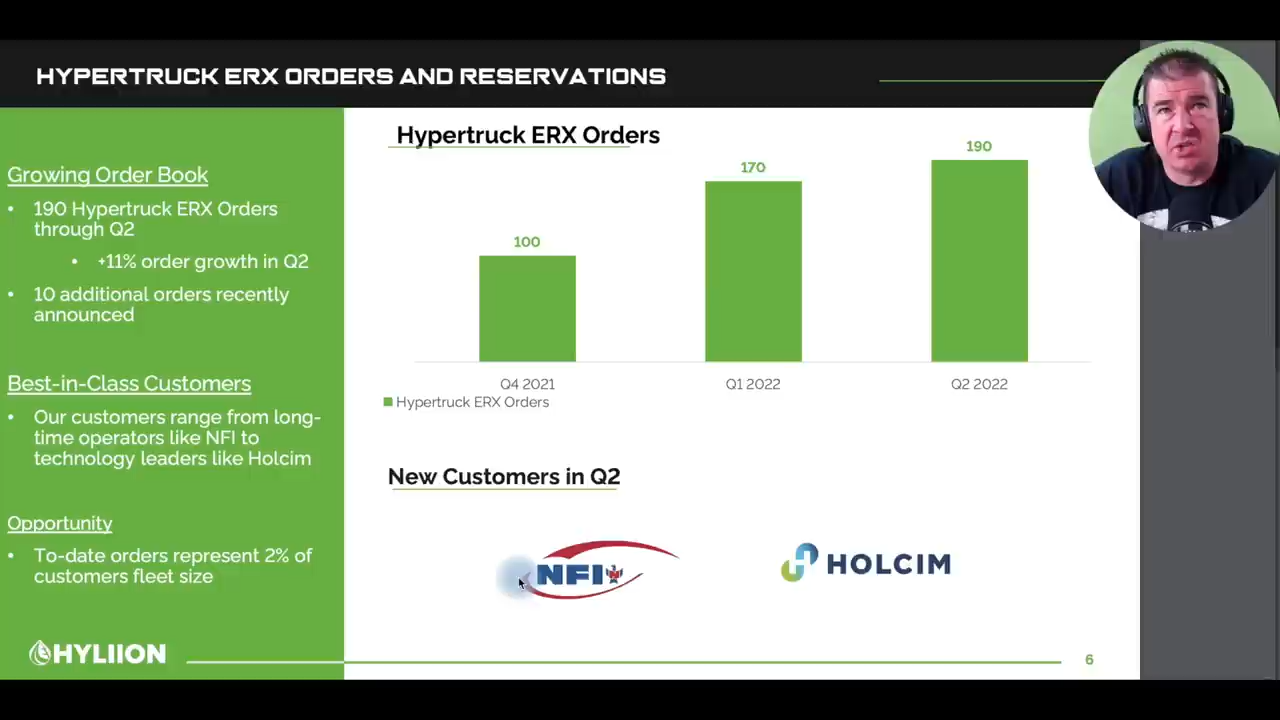 HYPERTRUCK ERX ORDERS AND RESERVATIONS
Growing Order Book
• 190 Hypertruck ERX Orders
through Q2
• +11% order growth in Q2
• 10 additional orders recently
announced
Best-in-Class Customers
• Our customers range from long-
time operators like NFI to
technology leaders like Holcim
Opportunity
• To-date orders represent 2% of
customers fleet size
HYLIION
Hypertruck ERX Orders
100
170
190
Q4 2021
Q1 2022
Q2 2022
Hypertruck ERX Orders
New Customers in Q2
NFI
HOLCIM
6